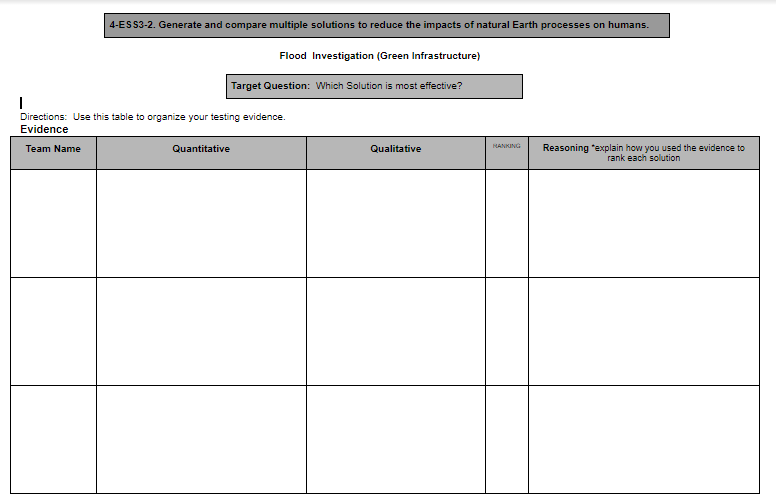 4-ESS3-2. Generate and compare multiple solutions to reduce the impacts of natural Earth processes on humans.
Flood Investigation (Green Infrastructure)
Target Question: Which Solution is most effective?
Directions: Use this table to organize your testing evidence.
Evidence
Team Name
Quantitative
Qualitative
RANKING
Reasoning *explain how you used the evidence to
rank each solution